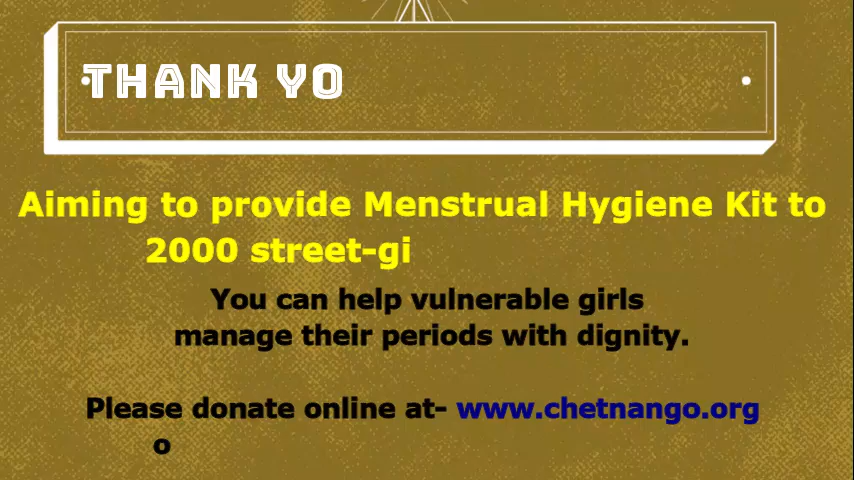 THANK YO
Aiming to provide Menstrual Hygiene Kit to
2000 street-gi
You can help vulnerable girls
manage their periods with dignity.
Please donate online at- www.chetnango.org
o